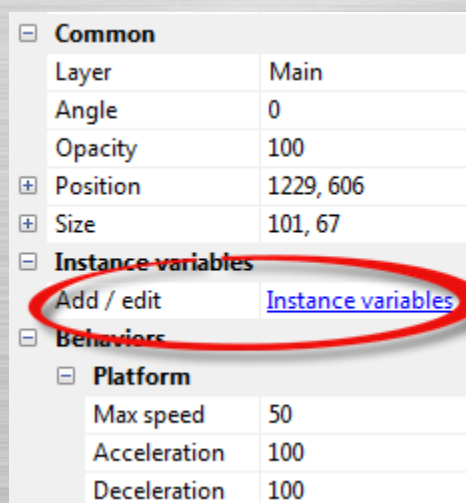 Common
Layer Main
Angle 0
Opacity 100
Position 1229, 606
Size 101, 67
Instance variables
Add / edit Instance variables
Behaviors
Platform
Max speed 50
Acceleration 100
Deceleration 100